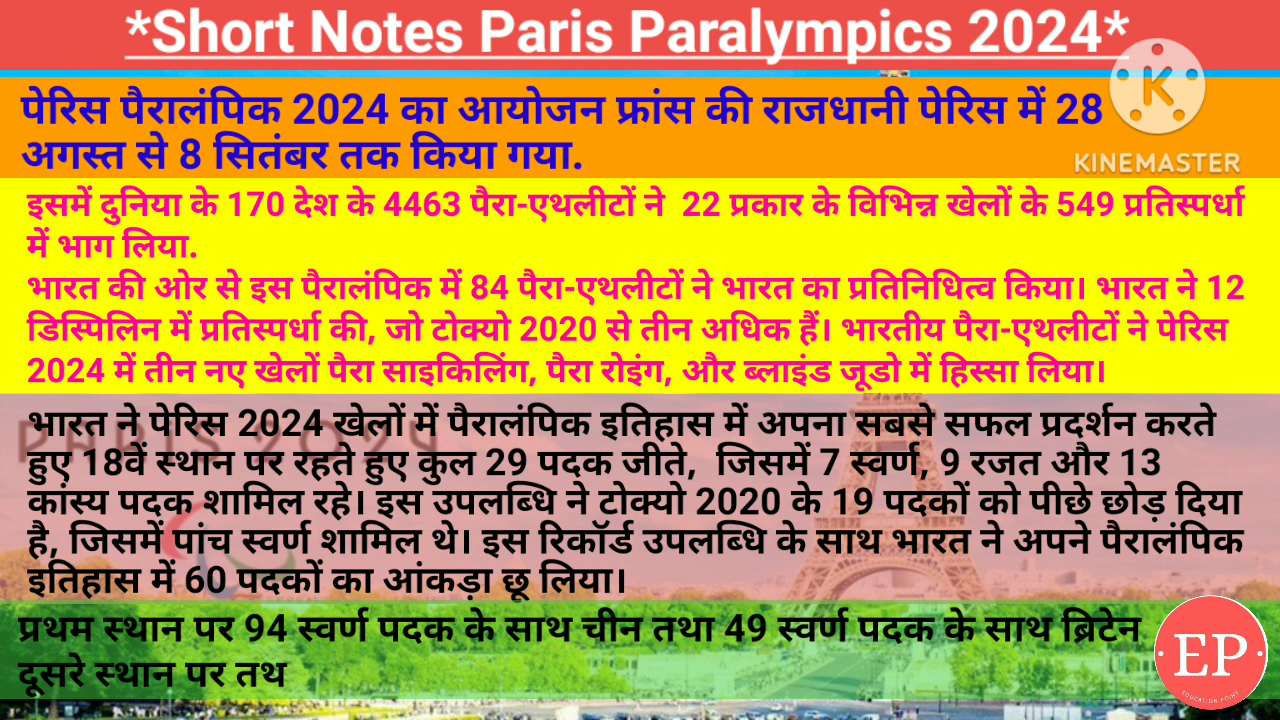 *Short Notes Paris Paralympics 2024*
पेरिस पैरालंपिक 2024 का आयोजन फ्रांस की राजधानी पेरिस में 28
अगस्त से 8 सितंबर तक किया गया.
KINEMASTER
इसमें दुनिया के 170 देश के 4463 पैरा-एथलीटों ने 22 प्रकार के विभिन्न खेलों के 549 प्रतिस्पर्धा
में भाग लिया.
भारत की ओर से इस पैरालंपिक में 84 पैरा-एथलीटों ने भारत का प्रतिनिधित्व किया। भारत ने 12
डिस्पिलिन में प्रतिस्पर्धा की, जो टोक्यो 2020 से तीन अधिक हैं। भारतीय पैरा-एथलीटों ने पेरिस
2024 में तीन नए खेलों पैरा साइकिलिंग, पैरा रोइंग, और ब्लाइंड जूडो में हिस्सा लिया।
PARIS 2024
भारत ने पेरिस 2024 खेलों में पैरालंपिक इतिहास में अपना सबसे सफल प्रदर्शन करते
हुए 18वें स्थान पर रहते हुए कुल 29 पदक जीते, जिसमें 7 स्वर्ण, 9 रजत और 13
कांस्य पदक शामिल रहे। इस उपलब्धि ने टोक्यो 2020 के 19 पदकों को पीछे छोड़ दिया
है, जिसमें पांच स्वर्ण शामिल थे। इस रिकॉर्ड उपलब्धि के साथ भारत ने अपने पैरालंपिक
इतिहास में 60 पदकों का आंकड़ा छू लिया।
प्रथम स्थान पर 94 स्वर्ण पदक के साथ चीन तथा 49 स्वर्ण पदक के साथ ब्रिटेन
दूसरे स्थान पर तथ
EP
EDUCATION POINT